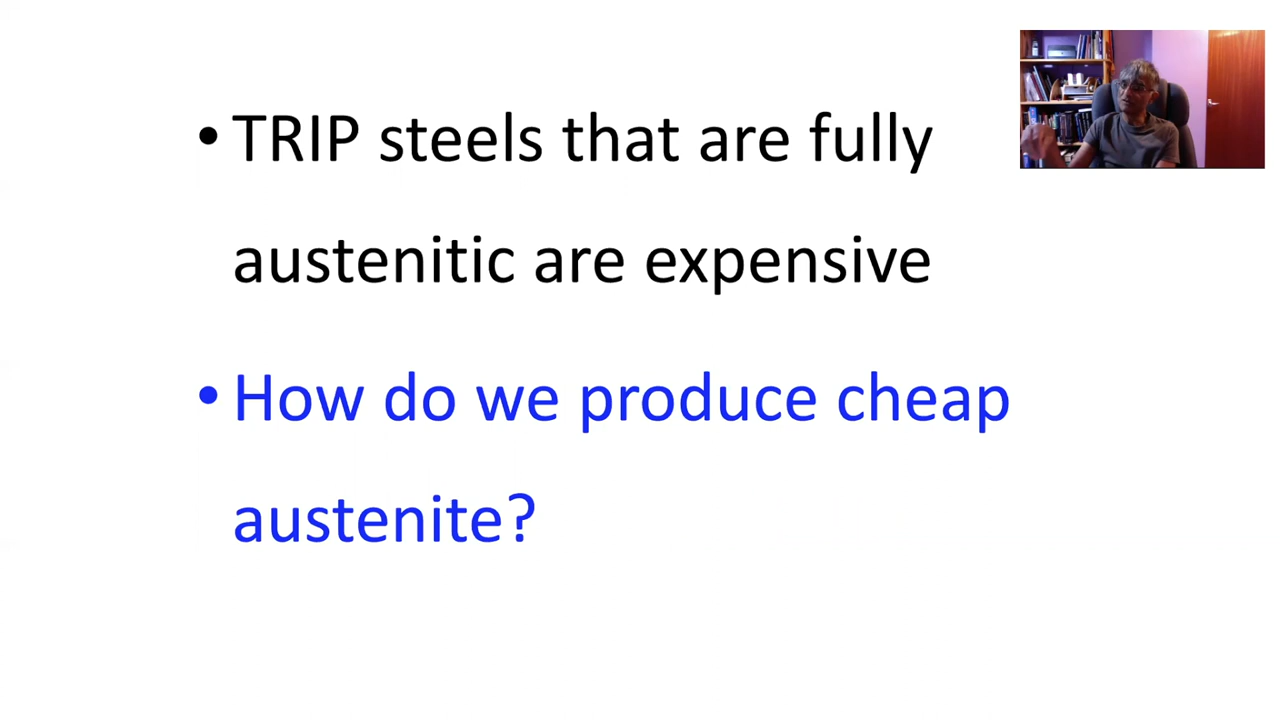 • TRIP steels that are fully
austenitic are expensive
• How do we produce cheap
austenite?